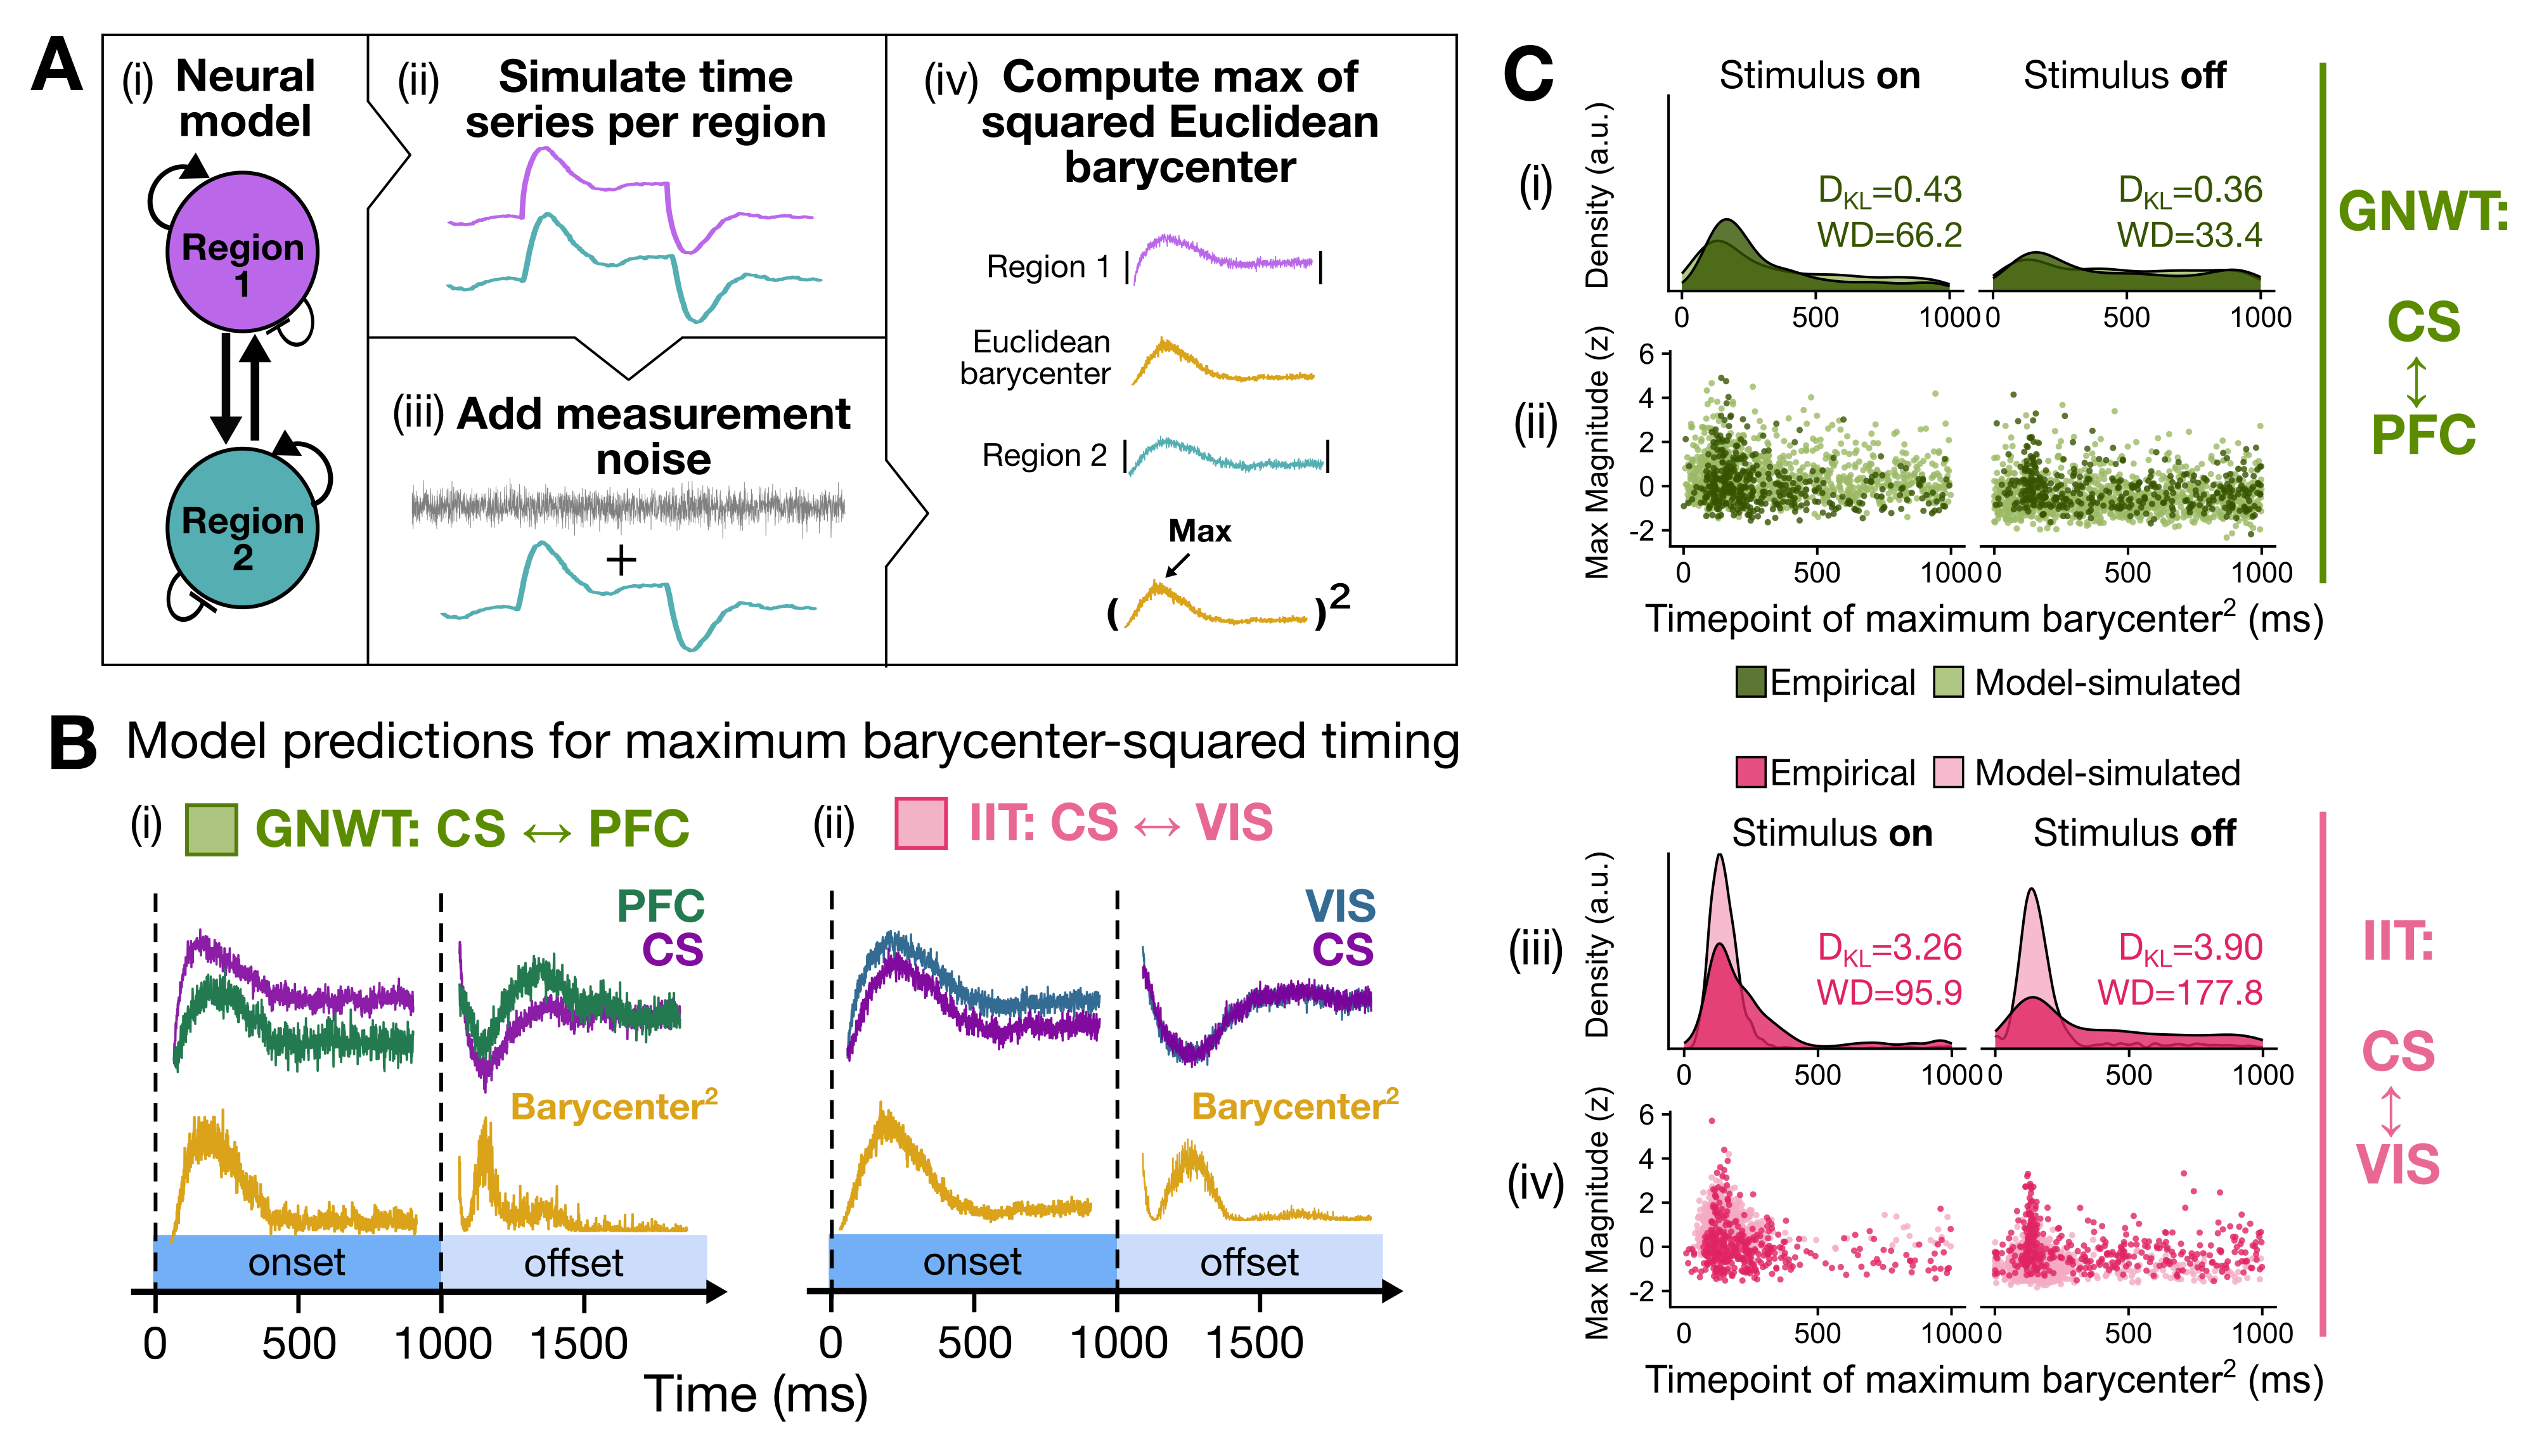 A
(i) Neural
model
Region
1
Region
2
(ii) Simulate time
series per region
(iii) Add measurement
noise
+
(iv) Compute max of
squared Euclidean
barycenter
Region 1 | |
Euclidean
barycenter
Region 2 | |
Max
( )²
B Model predictions for maximum barycenter-squared timing
(i) GNWT: CS ↔ PFC
PFC
CS
Barycenter²
onset offset
0 500 1000 1500
(ii) IIT: CS ↔ VIS
VIS
CS
Barycenter²
onset offset
0 500 1000 1500
Time (ms)
C
Stimulus on Stimulus off
(i)
Density (a.u.)
DKL=0.43
WD=66.2
DKL=0.36
WD=33.4
0 500 1000 0 500 1000
(ii)
Max Magnitude (z)
6
4
2
0
-2
0 500 1000 0 500 1000
Timepoint of maximum barycenter² (ms)
GNWT:
CS
↕
PFC
Empirical Model-simulated
Empirical Model-simulated
Stimulus on Stimulus off
(iii)
Density (a.u.)
DKL=3.26
WD=95.9
DKL=3.90
WD=177.8
0 500 1000 0 500 1000
(iv)
Max Magnitude (z)
6
4
2
0
-2
0 500 1000 0 500 1000
Timepoint of maximum barycenter² (ms)
IIT:
CS
↕
VIS